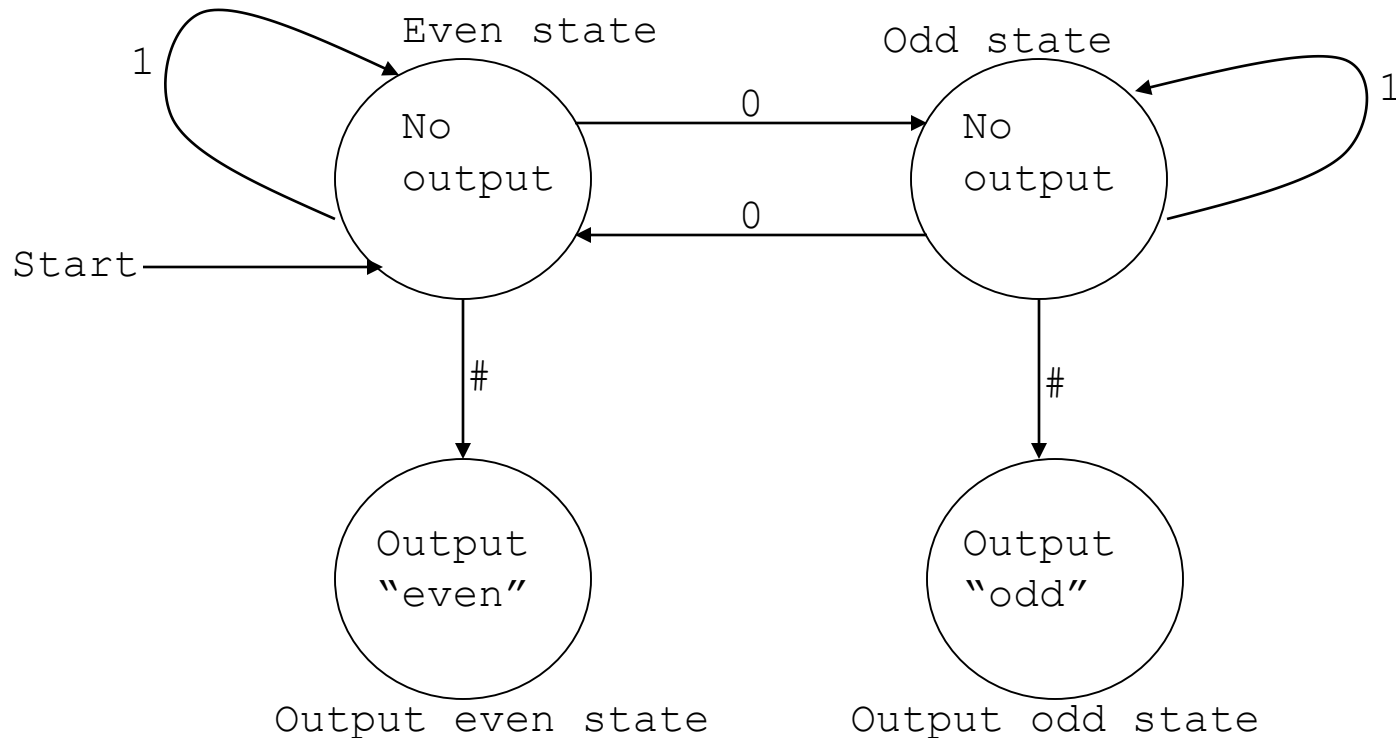 Even state
Odd state
1
1
0
No
output
No
output
0
Start
#
#
Output
“even”
Output
“odd”
Output even state
Output odd state